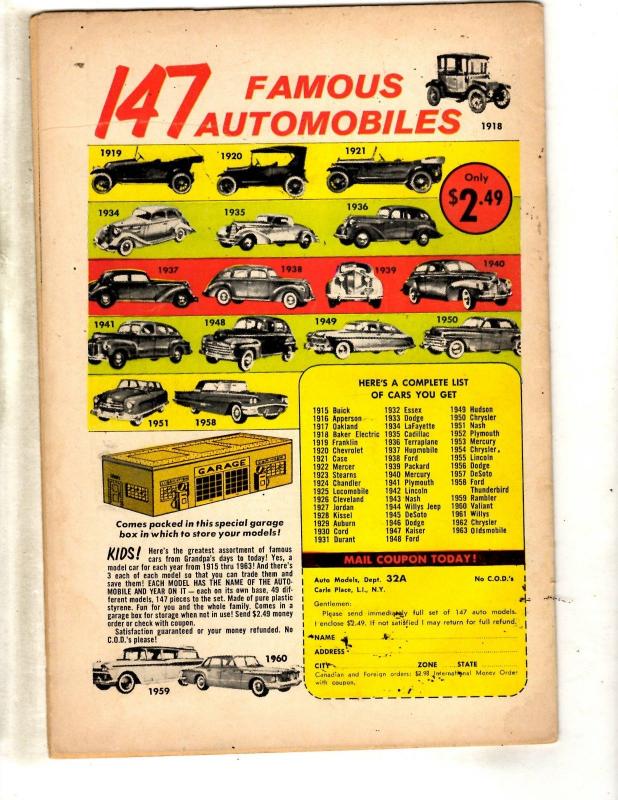 147 FAMOUS
AUTOMOBILES
1918
1919
1920
1921
Only
$2.49
1934
1935
1936
1937
1938
1939
1940
1941
1948
1949
1950
1951
1958
HERE'S A COMPLETE LIST
OF CARS YOU GET
1915 Buick
1916 Apperson
1917 Oakland
1918 Baker Electric
1919 Franklin
1920 Chevrolet
1921 Case
1922 Mercer
1923 Stearns
1924 Chandler
1925 Locomobile
1926 Cleveland
1927 Jordan
1928 Kissel
1929 Auburn
1930 Cord
1931 Durant
1932 Essex
1933 Dodge
1934 LaFayette
1935 Cadillac
1936 Terraplane
1937 Hupmobile
1938 Ford
1939 Packard
1940 Mercury
1941 Plymouth
1942 Lincoln
1943 Nash
1944 Willys Jeep
1945 DeSoto
1946 Dodge
1947 Kaiser
1948 Ford
1949 Hudson
1950 Chrysler
1951 Nash
1952 Plymouth
1953 Mercury
1954 Chrysler
1955 Lincoln
1956 Dodge
1957 DeSoto
1958 Ford
Thunderbird
1959 Rambler
1960 Valiant
1961 Willys
1962 Chrysler
1963 Oldsmobile
GARAGE
Comes packed in this special garage
box in which to store your models!
KIDS! Here's the greatest assortment of famous
cars from Grandpa's days to today! Yes, a
model car for each year from 1915 thru 1963! And there's
3 each of each model so that you can trade them and
save them! EACH MODEL HAS THE NAME OF THE AUTO-
MOBILE AND YEAR ON IT — each on its own base, 49 dif-
ferent models, 147 pieces to the set. Made of pure plastic
styrene. Fun for you and the whole family. Comes in a
garage box for storage when not in use! Send $2.49 money
order or check with coupon.
Satisfaction guaranteed or your money refunded. No
C.O.D.'s please!
1959
1960
MAIL COUPON TODAY!
Auto Models, Dept. 32A No C.O.D.'s
Carle Place, L.I., N.Y.
Gentlemen:
Please send immediately full set of 147 auto models.
I enclose $2.49. If not satisfied I may return for full refund.
NAME
ADDRESS
CITY ZONE STATE
Canadian and Foreign orders: $2.98 International Money Order
with coupon.